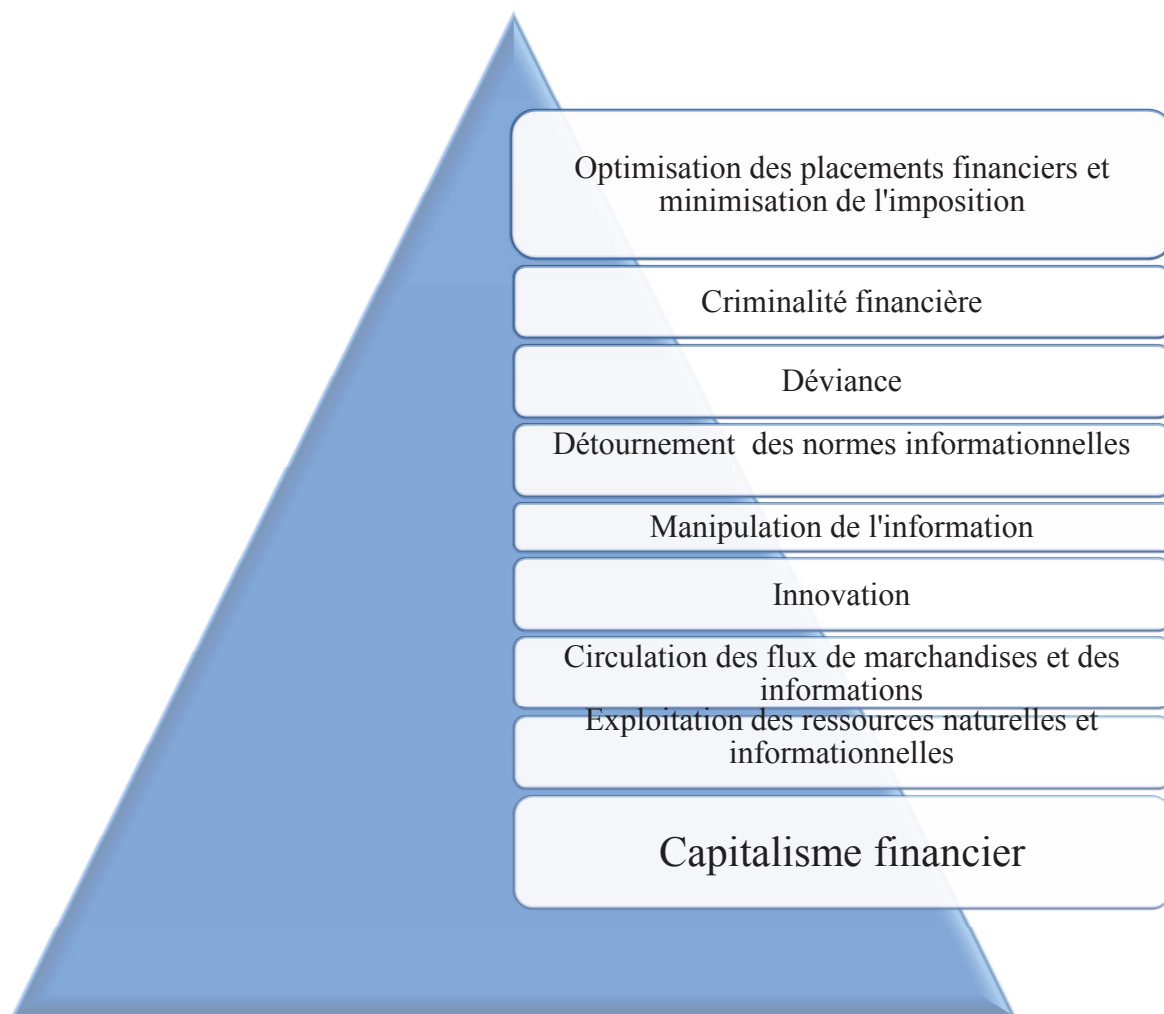 Optimisation des placements financiers et
minimisation de l'imposition
Criminalité financière
Déviance
Détournement  des normes informationnelles
Manipulation de l'information
Innovation
Circulation des flux de marchandises et des
informations
Exploitation des ressources naturelles et
informationnelles
Capitalisme financier